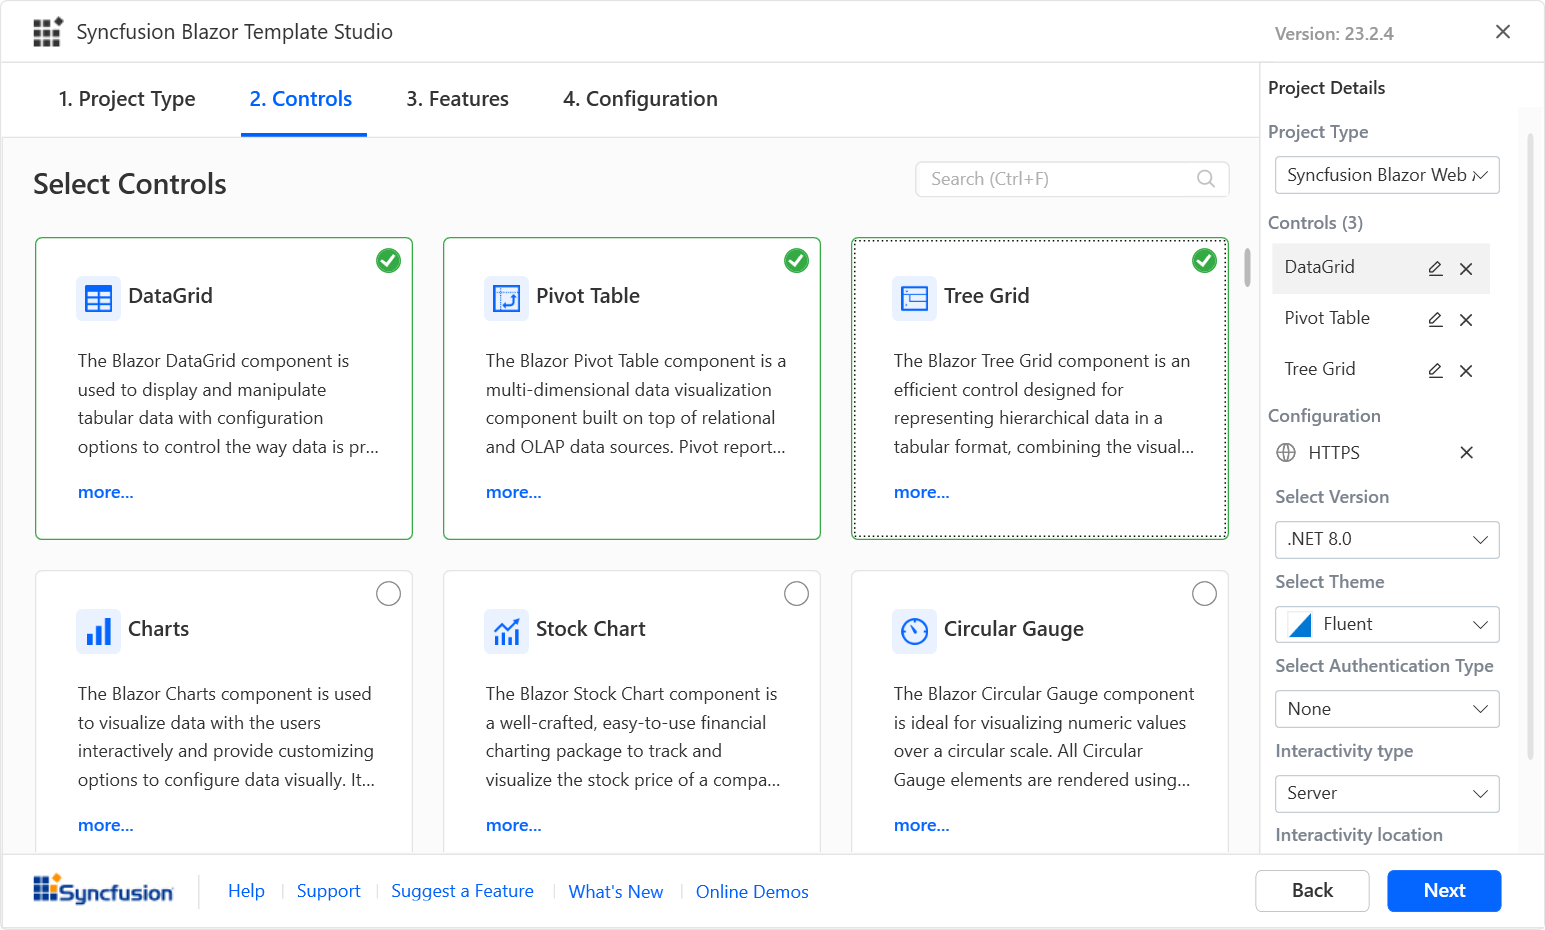 Syncfusion Blazor Template Studio
Version: 23.2.4
1. Project Type
2. Controls
3. Features
4. Configuration
Select Controls
Search (Ctrl+F)
DataGrid
The Blazor DataGrid component is
used to display and manipulate
tabular data with configuration
options to control the way data is pr...
more...
Pivot Table
The Blazor Pivot Table component is a
multi-dimensional data visualization
component built on top of relational
and OLAP data sources. Pivot report...
more...
Tree Grid
The Blazor Tree Grid component is an
efficient control designed for
representing hierarchical data in a
tabular format, combining the visual...
more...
Charts
The Blazor Charts component is used
to visualize data with the users
interactively and provide customizing
options to configure data visually. It...
more...
Stock Chart
The Blazor Stock Chart component is
a well-crafted, easy-to-use financial
charting package to track and
visualize the stock price of a compa...
more...
Circular Gauge
The Blazor Circular Gauge component
is ideal for visualizing numeric values
over a circular scale. All Circular
Gauge elements are rendered using...
more...
Project Details
Project Type
Syncfusion Blazor Web
Controls (3)
DataGrid
Pivot Table
Tree Grid
Configuration
HTTPS
Select Version
.NET 8.0
Select Theme
Fluent
Select Authentication Type
None
Interactivity type
Server
Interactivity location
Syncfusion
Help
Support
Suggest a Feature
What's New
Online Demos
Back
Next